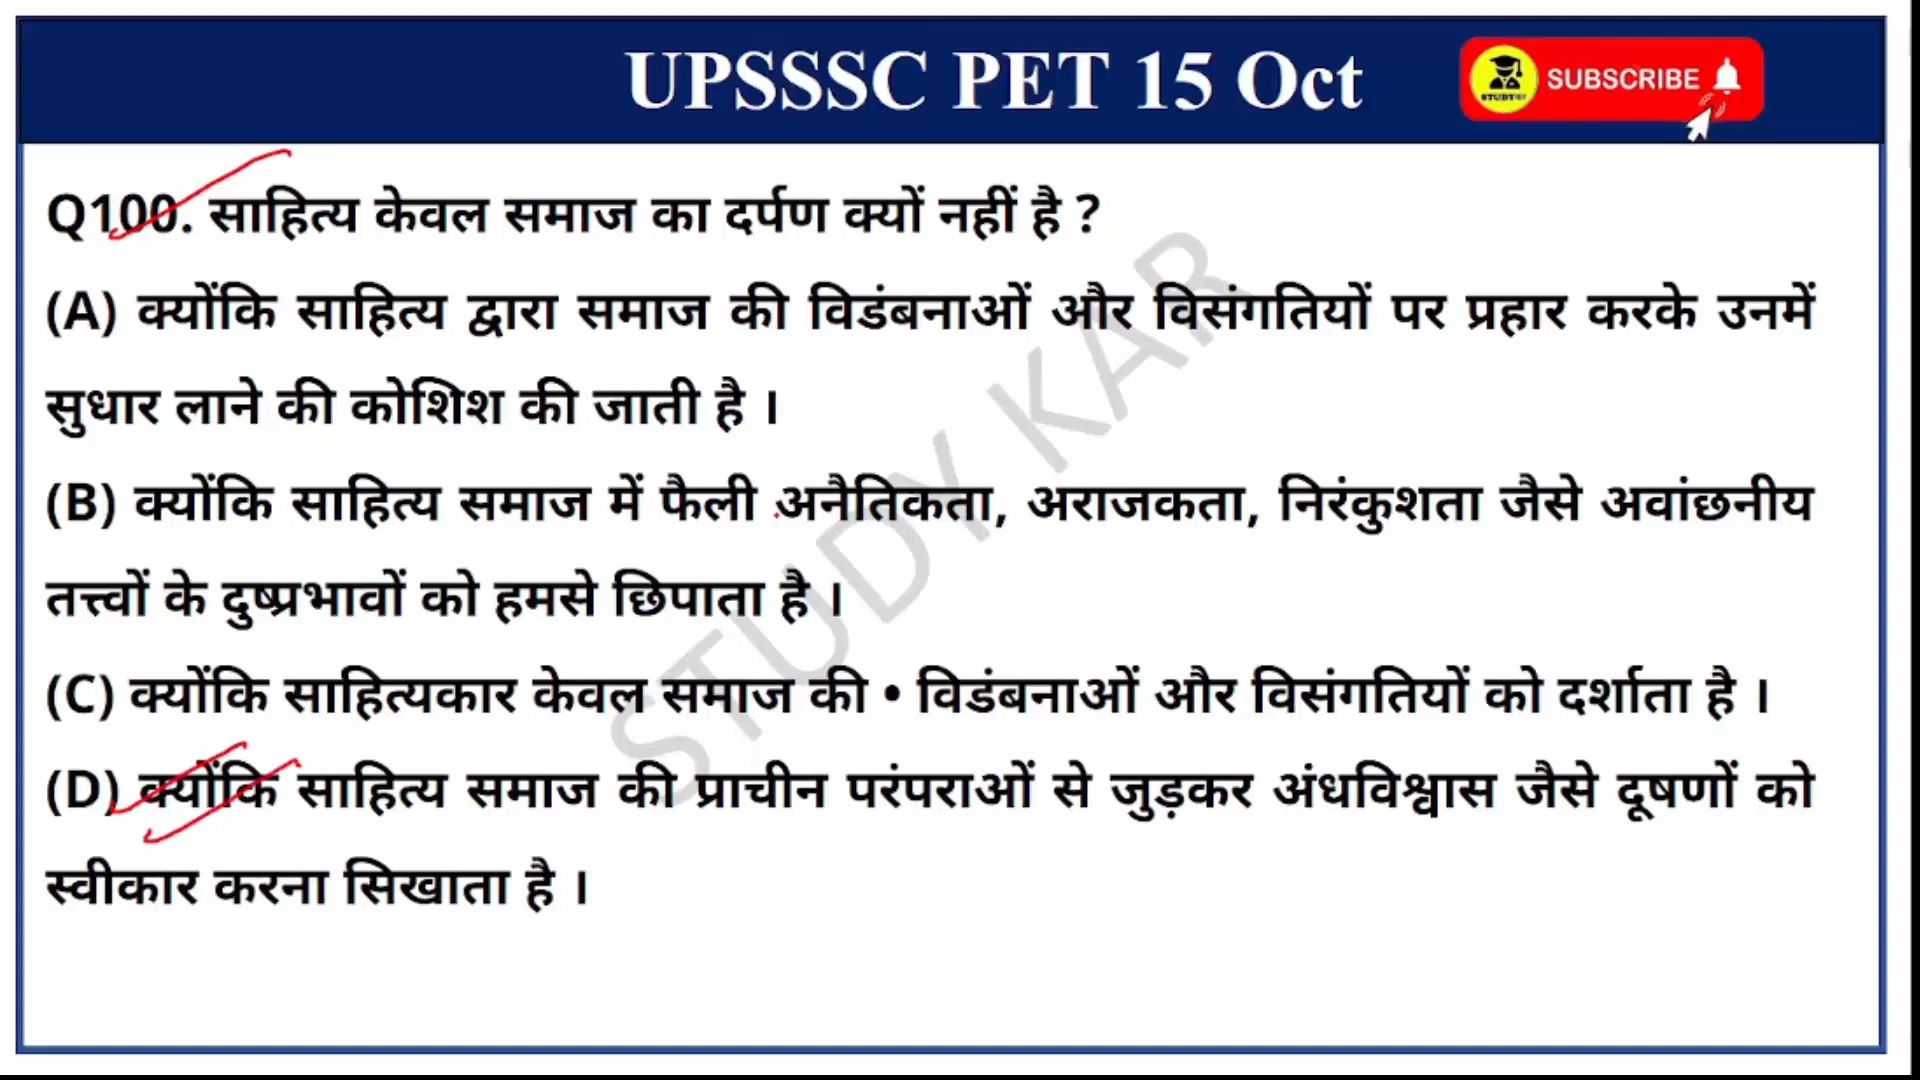 UPSSSC PET 15 Oct
STUDY KAR
SUBSCRIBE
Q100. साहित्य केवल समाज का दर्पण क्यों नहीं है ?
(A) क्योंकि साहित्य द्वारा समाज की विडंबनाओं और विसंगतियों पर प्रहार करके उनमें
सुधार लाने की कोशिश की जाती है ।
(B) क्योंकि साहित्य समाज में फैली अनैतिकता, अराजकता, निरंकुशता जैसे अवांछनीय
तत्त्वों के दुष्प्रभावों को हमसे छिपाता है ।
(C) क्योंकि साहित्यकार केवल समाज की • विडंबनाओं और विसंगतियों को दर्शाता है ।
(D) क्योंकि साहित्य समाज की प्राचीन परंपराओं से जुड़कर अंधविश्वास जैसे दूषणों को
स्वीकार करना सिखाता है ।
STUDY KAR